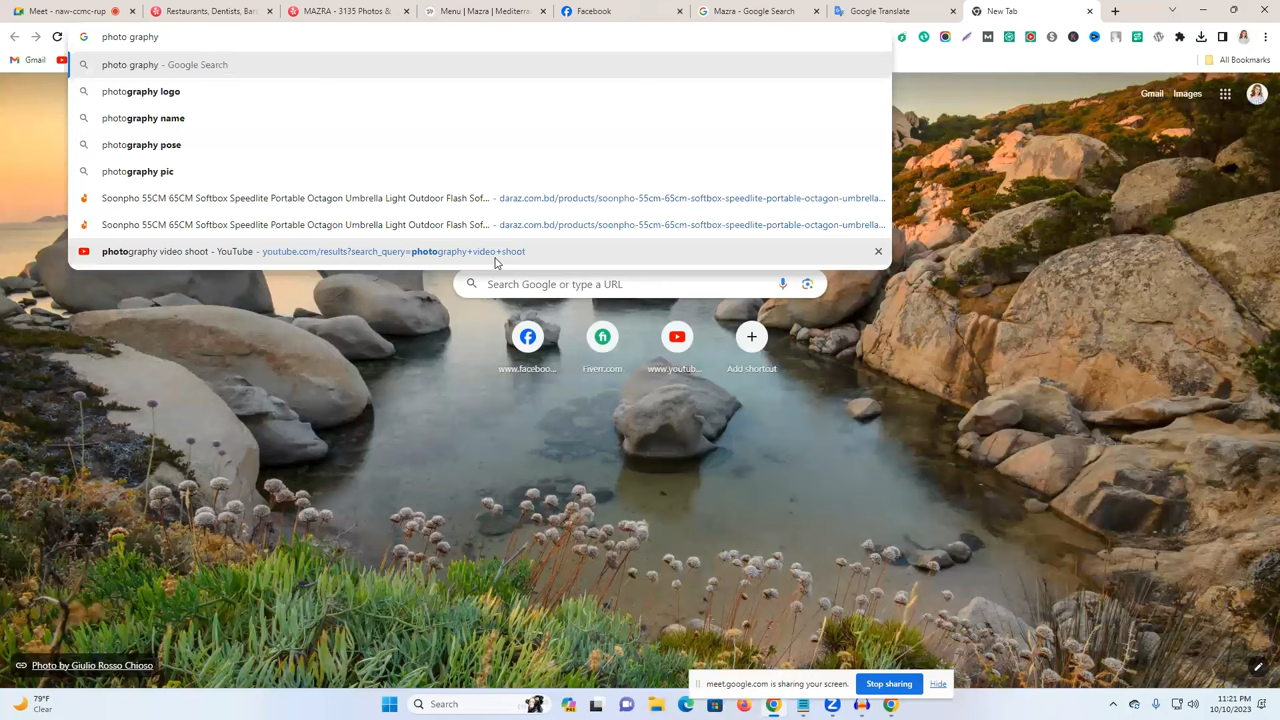 Meet - naw-ccmr-rup
Restaurants, Dentists, Bar
MAZRA - 3135 Photos &
Menu | Mazra | Mediterra
Facebook
Mazra - Google Search
Google Translate
New Tab
photo graphy
Gmail
All Bookmarks
photo graphy - Google Search
photography logo
photography name
photography pose
photography pic
Soonpho 55CM 65CM Softbox Speedlite Portable Octagon Umbrella Light Outdoor Flash Sof... - daraz.com.bd/products/soonpho-55cm-65cm-softbox-speedlite-portable-octagon-umbrella...
Soonpho 55CM 65CM Softbox Speedlite Portable Octagon Umbrella Light Outdoor Flash Sof... - daraz.com.bd/products/soonpho-55cm-65cm-softbox-speedlite-portable-octagon-umbrella...
photography video shoot - YouTube - youtube.com/results?search_query=photography+video+shoot
Gmail Images
Search Google or type a URL
www.faceboo... Fiverr.com www.youtub... Add shortcut
Photo by Giulio Rosso Chioso
meet.google.com is sharing your screen. Stop sharing Hide
79°F
Clear
Search
11:21 PM
10/10/2023